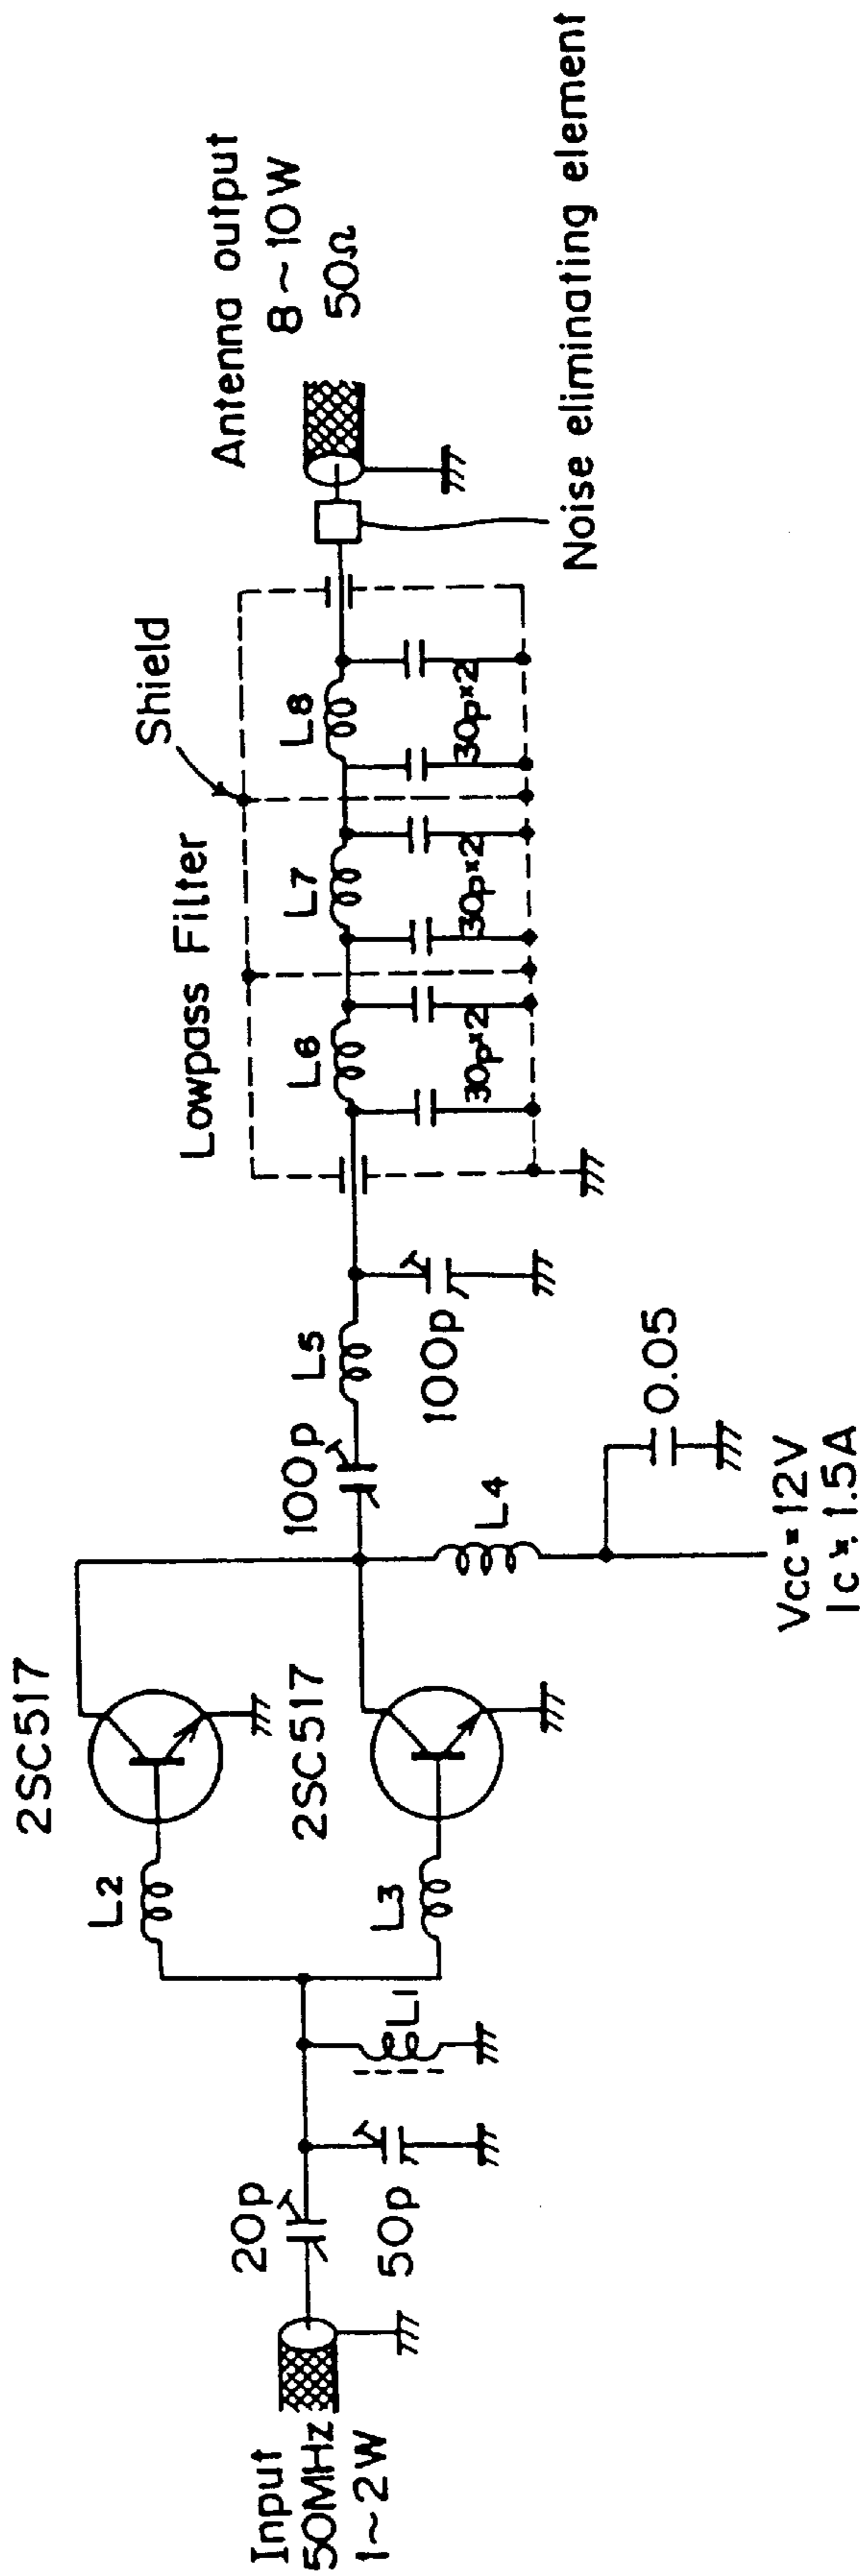 Input
50MHz
1~2W
20p
50p
L1
L2
L3
2SC517
2SC517
L4
Vcc=12V
Ic≒1.5A
0.05
100p
L5
100p
Lowpass Filter
Shield
L6
30p×2
L7
30p×2
L8
30p×2
Antenna output
8~10W
50Ω
Noise eliminating element